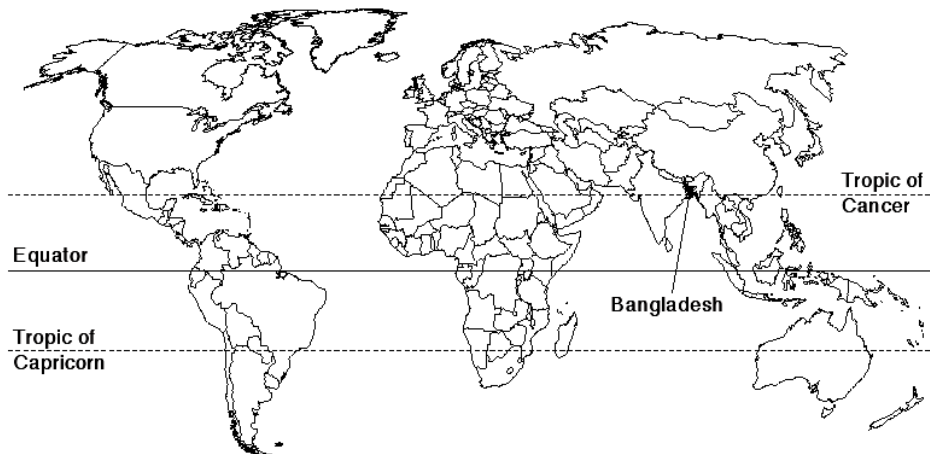 Tropic of
Cancer
Equator
Bangladesh
Tropic of
Capricorn